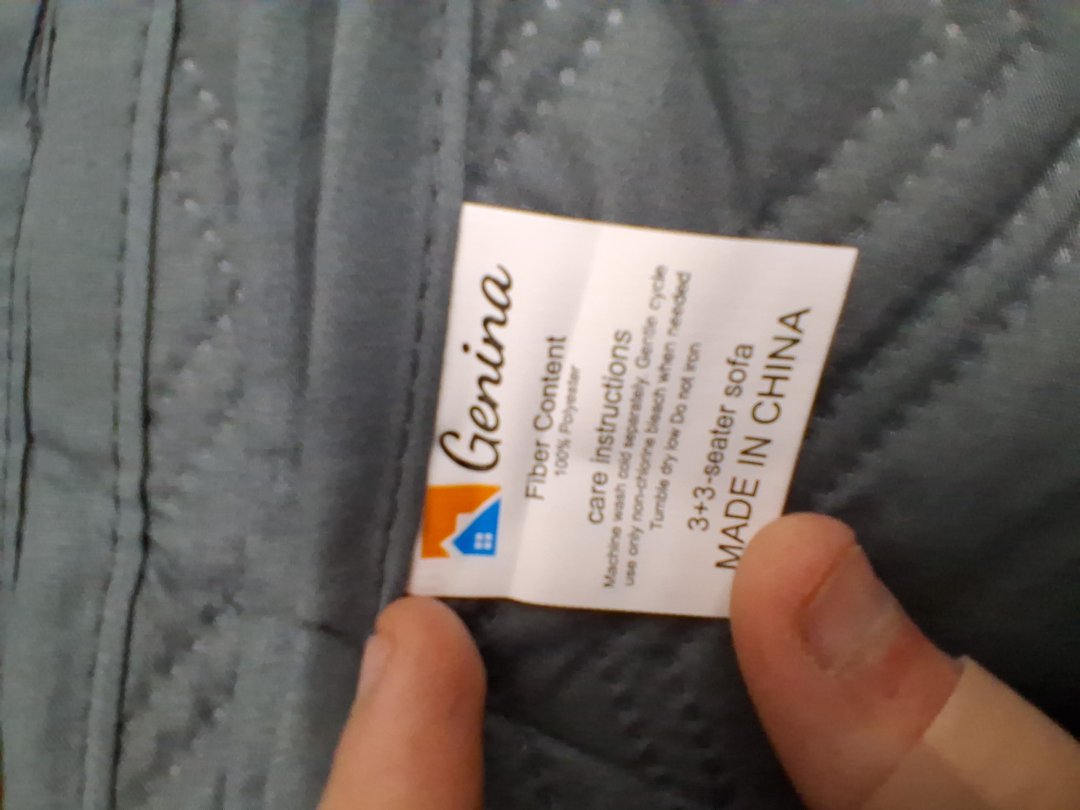 Genina
Fiber Content
100% Polyester
care instructions
Machine wash cold separately. Gentle cycle
use only non-chlorine bleach when needed
Tumble dry low Do not iron
3+3-seater sofa
MADE IN CHINA